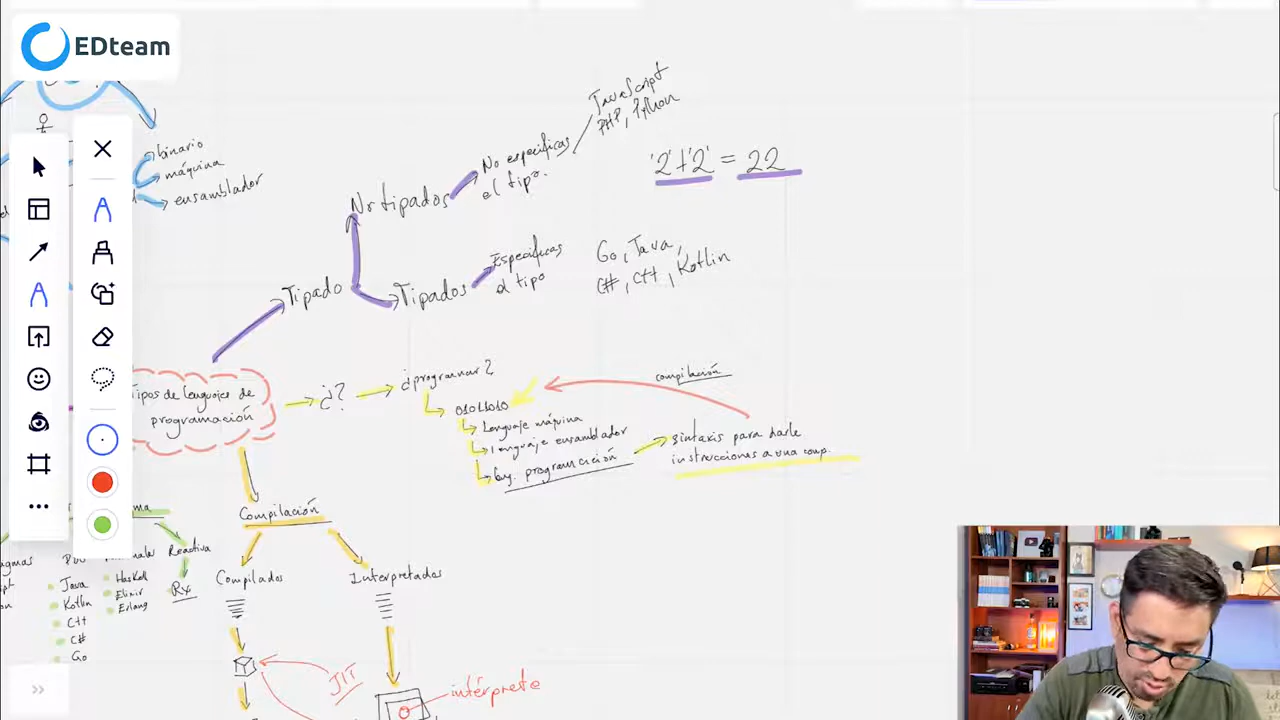 EDteam
binario
máquina
ensamblador
JavaScript
PHP, Python
No especificas
el tipo.
'2'+'2' = 22
No tipados
Tipado
Tipados
Especificas
el tipo
Go, Java,
C#, C++, Kotlin
Tipos de lenguajes de
programación
¿?
¿programar?
01011010
Lenguaje máquina
Lenguaje ensamblador
Leng. programación
compilación
sintaxis para darle
instrucciones a una comp.
Compilación
Compilados
Interpretados
Reactiva
Rx
Java
Kotlin
C++
C#
Go
Haskell
Elixir
Erlang
JIT
intérprete